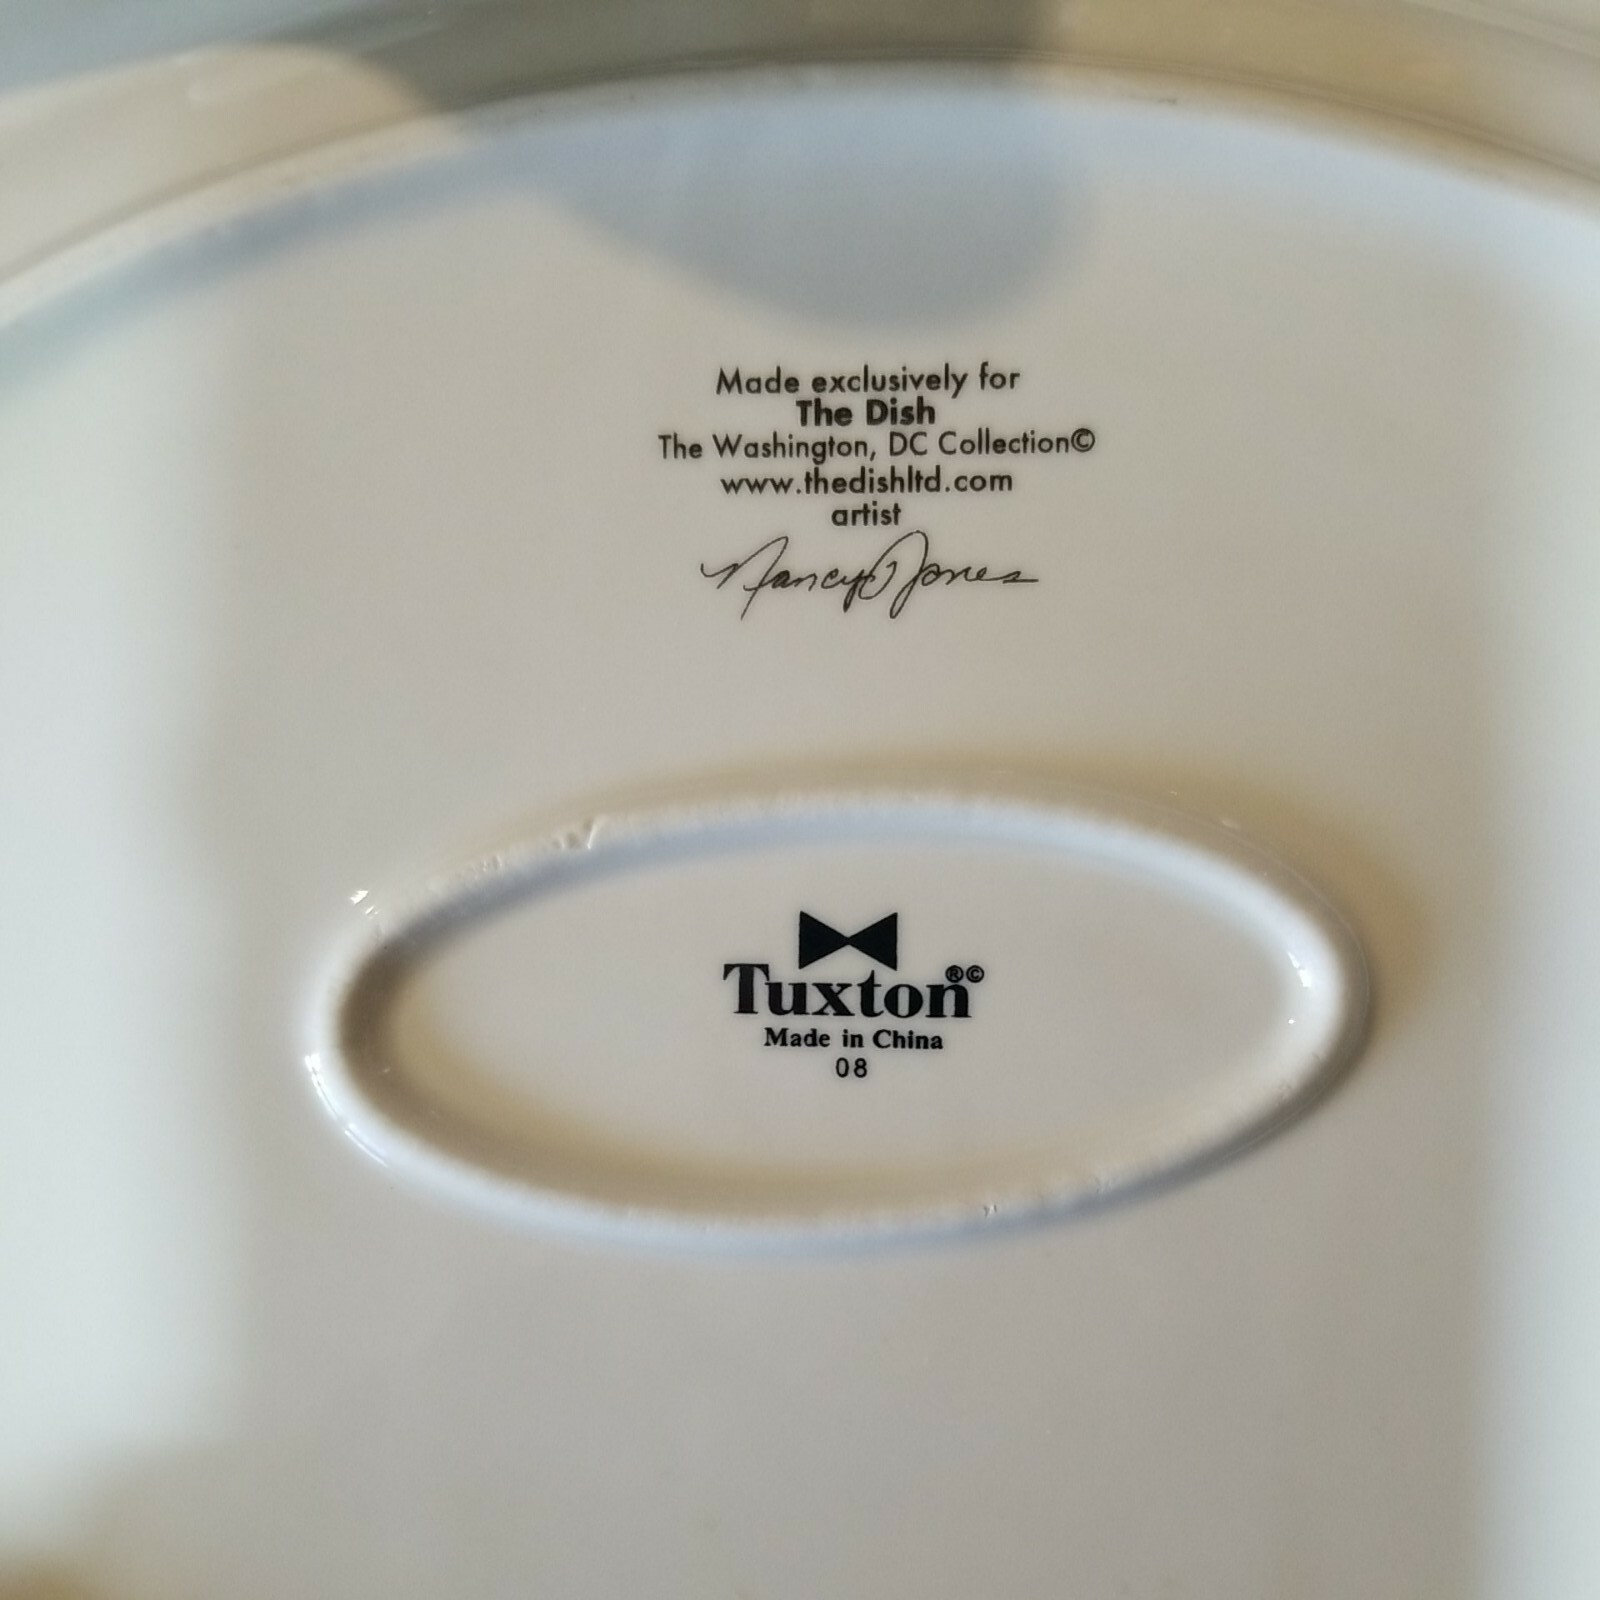 Made exclusively for
The Dish
The Washington, DC Collection©
www.thedishltd.com
artist
Nancy Jones
Tuxton®©
Made in China
08